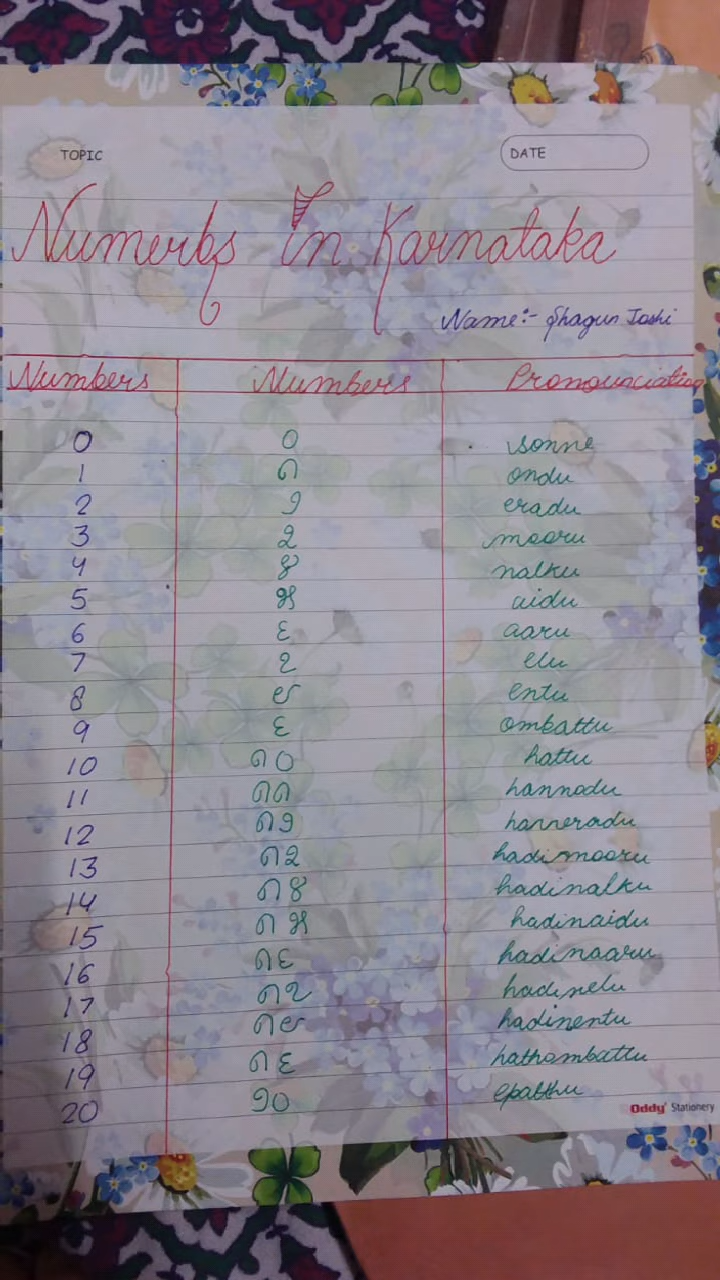 TOPIC DATE
Numerbs In Karnataka
Name:- Shagun Joshi
Numbers Numbers Pronounciation
0 ೦ sonne
1 ೧ ondu
2 ೨ eradu
3 ೩ mooru
4 ೪ nalku
5 ೫ aidu
6 ೬ aaru
7 ೭ elu
8 ೮ entu
9 ೯ ombattu
10 ೧೦ hattu
11 ೧೧ hannodu
12 ೧೨ hanneradu
13 ೧೩ hadimooru
14 ೧೪ hadinalku
15 ೧೫ hadinaidu
16 ೧೬ hadinaaru
17 ೧೭ hadinelu
18 ೧೮ hadinentu
19 ೧೯ hathombattu
20 ೨೦ epatthu
Oddy Stationery